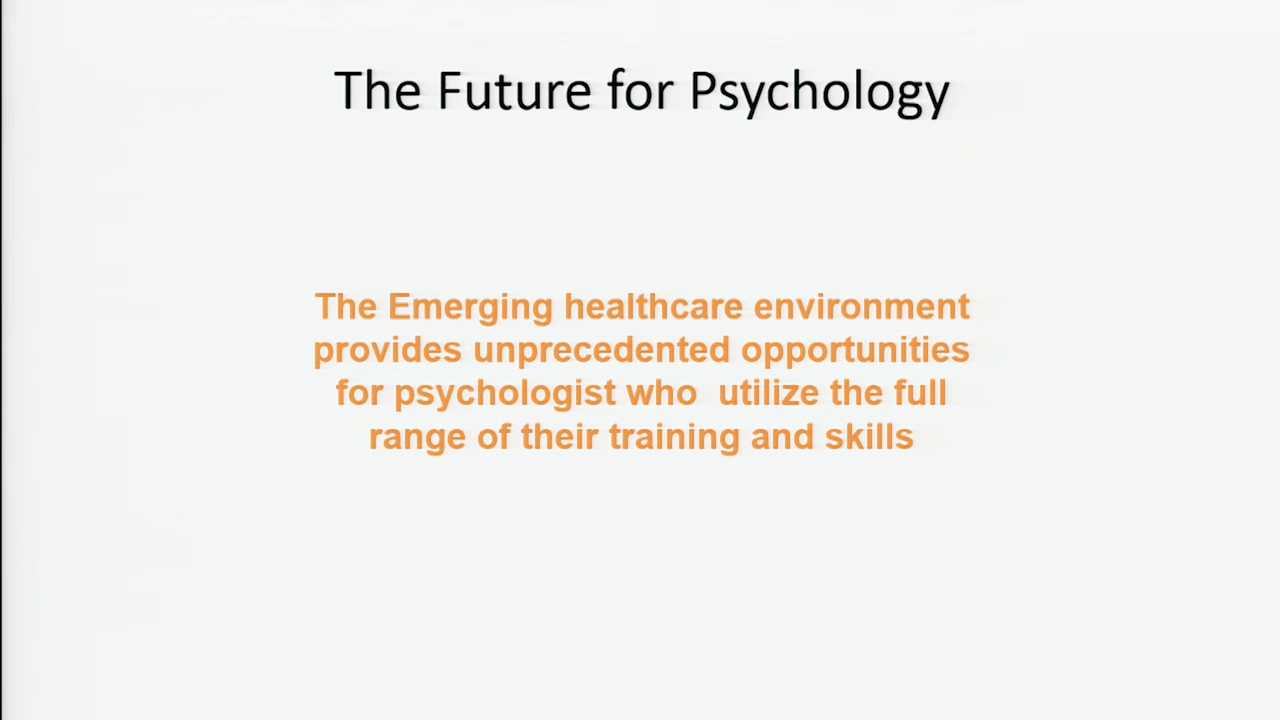 The Future for Psychology
The Emerging healthcare environment
provides unprecedented opportunities
for psychologist who  utilize the full
range of their training and skills